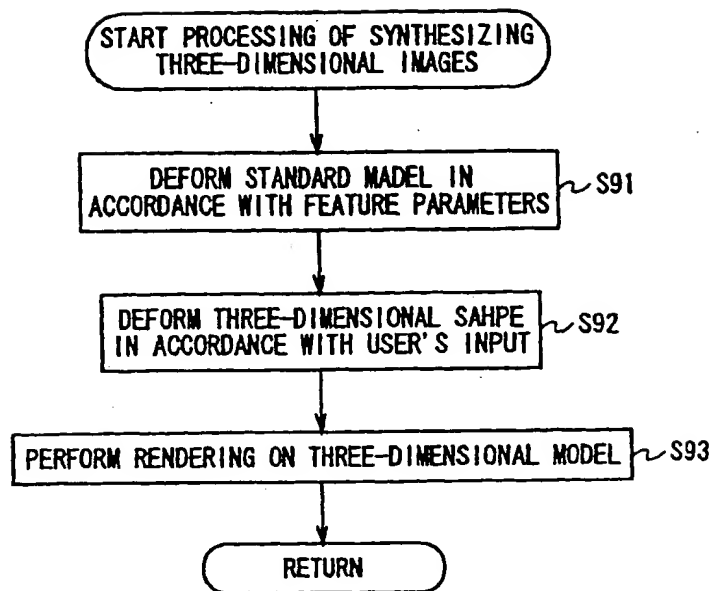 START PROCESSING OF SYNTHESIZING
THREE-DIMENSIONAL IMAGES
DEFORM STANDARD MADEL IN
ACCORDANCE WITH FEATURE PARAMETERS
S91
DEFORM THREE-DIMENSIONAL SAHPE
IN ACCORDANCE WITH USER'S INPUT
S92
PERFORM RENDERING ON THREE-DIMENSIONAL MODEL
S93
RETURN